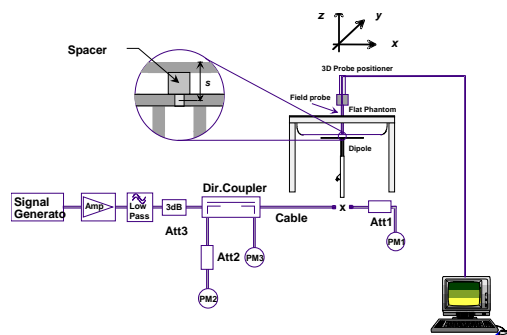 z
y
x
Spacer
s
3D Probe positioner
Field probe
Flat Phantom
Dipole
Dir.Coupler
Signal
Generato
Amp
Low
Pass
3dB
Cable
x
Att3
Att1
Att2
PM3
PM1
PM2